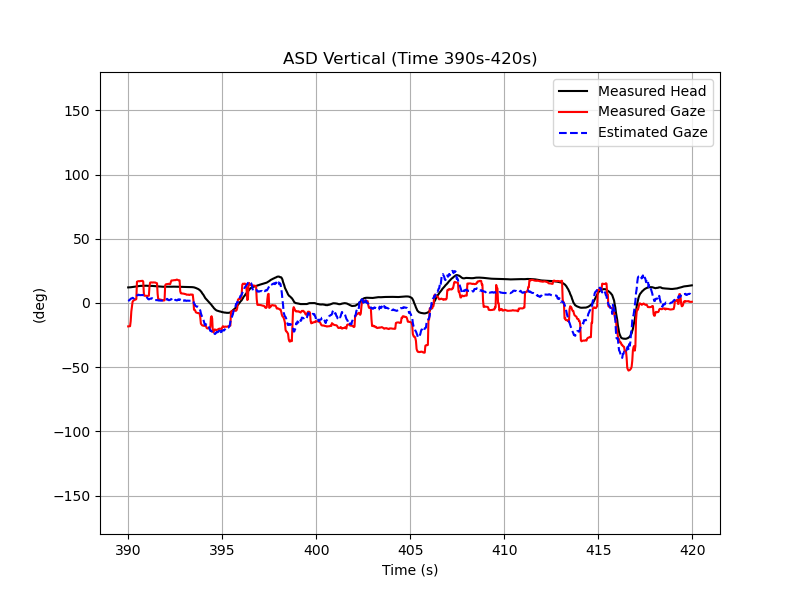 ASD Vertical (Time 390s-420s)
Measured Head
Measured Gaze
Estimated Gaze
150
100
50
0
−50
−100
−150
(deg)
390
395
400
405
410
415
420
Time (s)